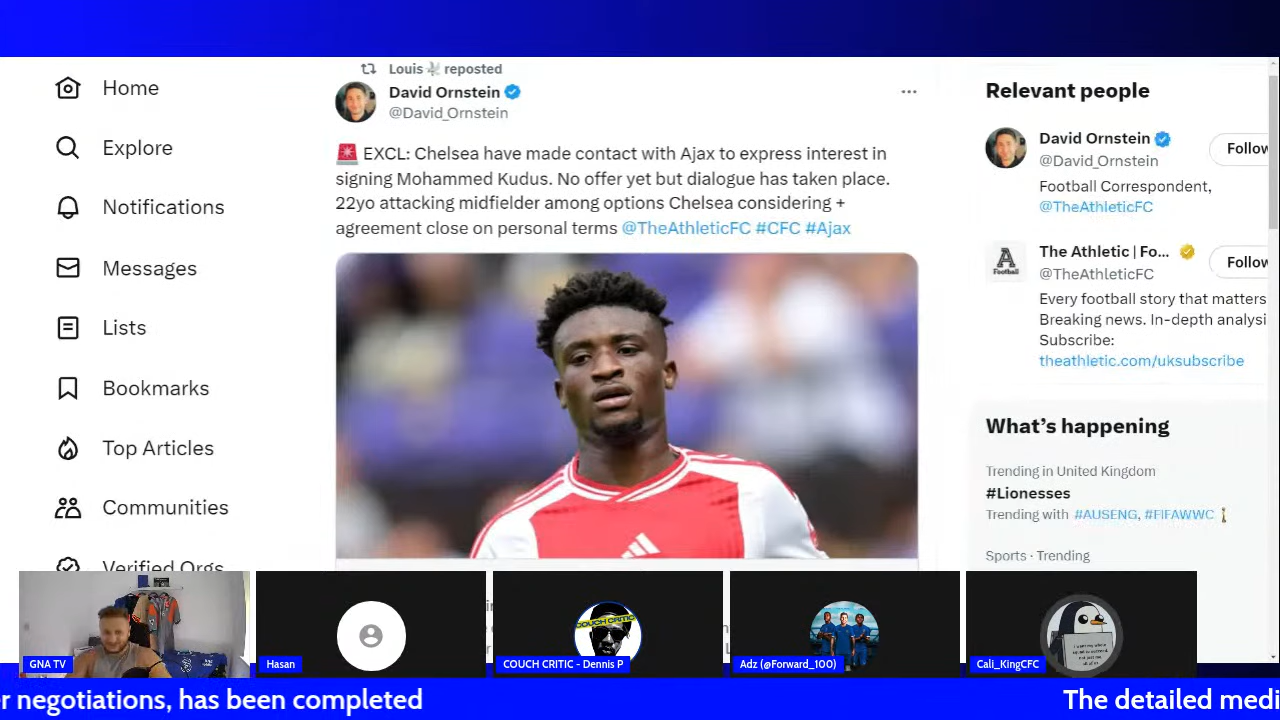 Home
Explore
Notifications
Messages
Lists
Bookmarks
Top Articles
Communities
Verified Orgs
Louis reposted
David Ornstein
@David_Ornstein
EXCL: Chelsea have made contact with Ajax to express interest in
signing Mohammed Kudus. No offer yet but dialogue has taken place.
22yo attacking midfielder among options Chelsea considering +
agreement close on personal terms @TheAthleticFC #CFC #Ajax
Relevant people
David Ornstein
@David_Ornstein
Follow
Football Correspondent,
@TheAthleticFC
A
Football
The Athletic | Fo...
@TheAthleticFC
Follow
Every football story that matters
Breaking news. In-depth analysi
Subscribe:
theathletic.com/uksubscribe
What's happening
Trending in United Kingdom
#Lionesses
Trending with #AUSENG, #FIFAWWC
Sports · Trending
GNA TV
Hasan
COUCH CRITIC
COUCH CRITIC - Dennis P
Adz (@Forward_100)
Cali_KingCFC
r negotiations, has been completed
The detailed medi